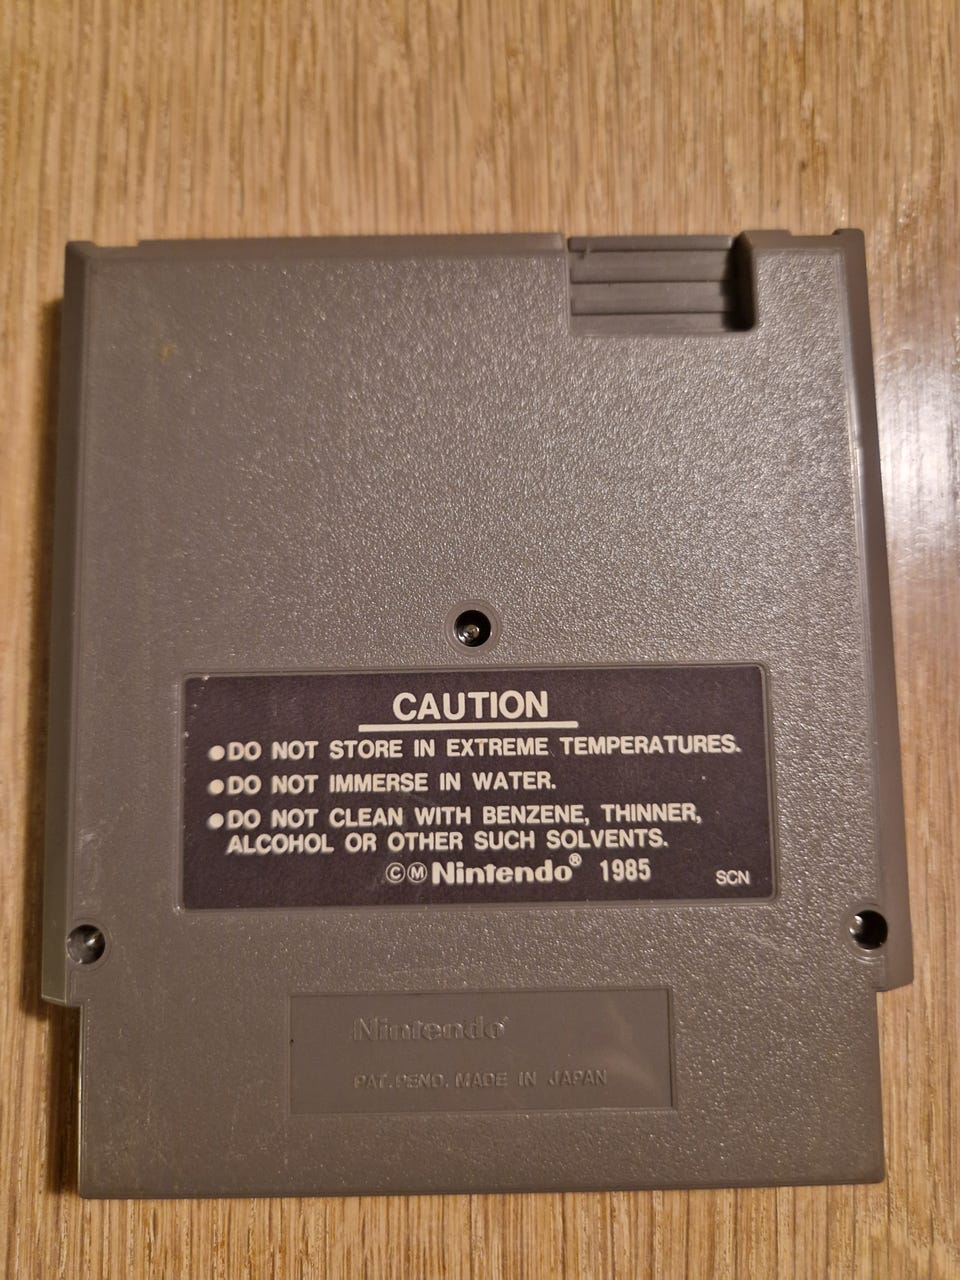 CAUTION
●DO NOT STORE IN EXTREME TEMPERATURES.
●DO NOT IMMERSE IN WATER.
●DO NOT CLEAN WITH BENZENE, THINNER,
ALCOHOL OR OTHER SUCH SOLVENTS.
©Ⓜ Nintendo® 1985
SCN
Nintendo®
PAT.PEND. MADE IN JAPAN